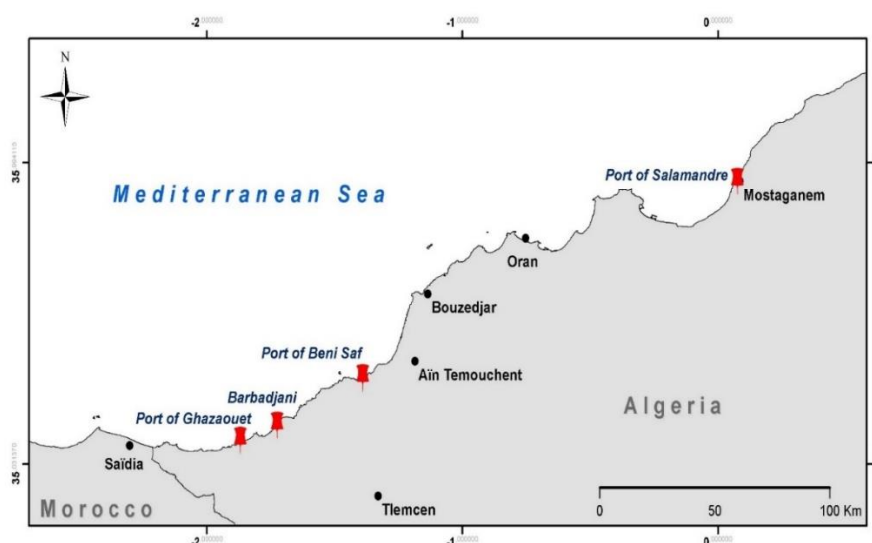 -2 -1 0
N
35
Mediterranean Sea
Port of Salamandre
Mostaganem
Oran
Bouzedjar
Port of Beni Saf
Aïn Temouchent
Barbadjani
Algeria
Port of Ghazaouet
Saïdia
35
Morocco
Tlemcen
0 50 100 Km
-2 -1 0